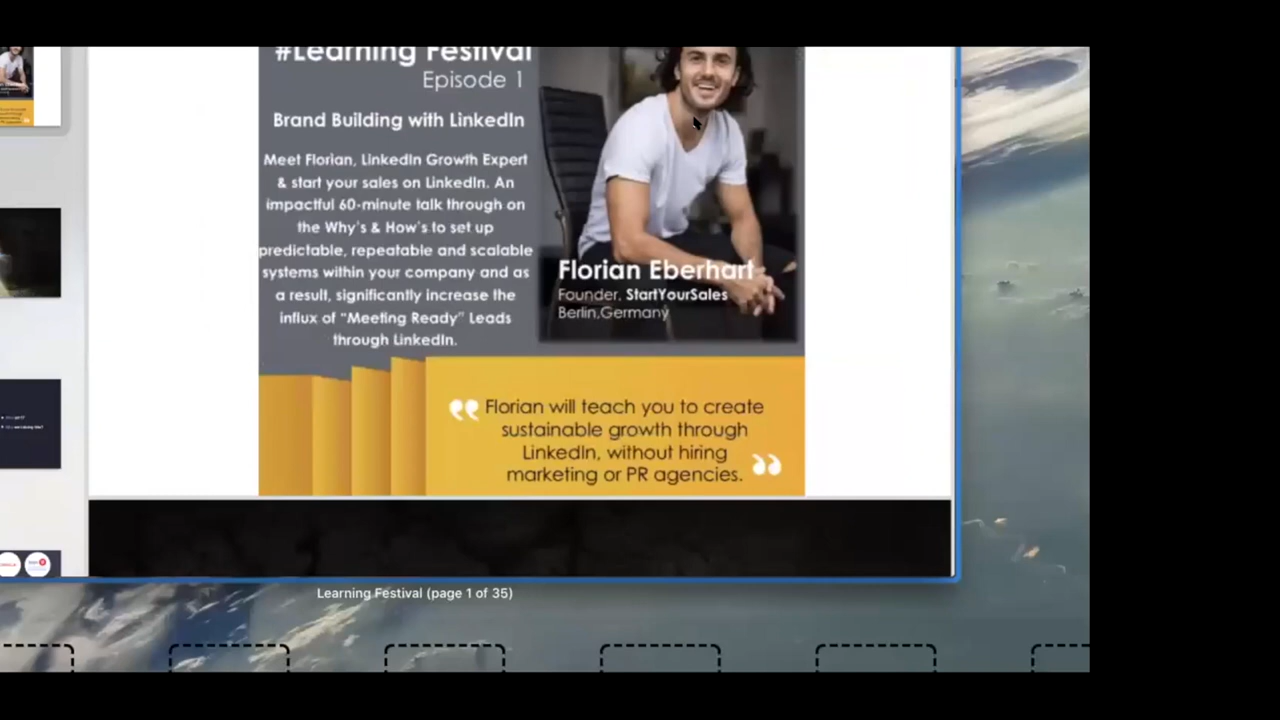 #Learning Festival
Episode 1
Brand Building with LinkedIn
Meet Florian, LinkedIn Growth Expert
& start your sales on LinkedIn. An
impactful 60-minute talk through on
the Why's & How's to set up
predictable, repeatable and scalable
systems within your company and as
a result, significantly increase the
influx of “Meeting Ready” Leads
through LinkedIn.
Florian Eberhart
Founder, StartYourSales
Berlin,Germany
“ Florian will teach you to create
sustainable growth through
LinkedIn, without hiring
marketing or PR agencies. ”
Learning Festival (page 1 of 35)